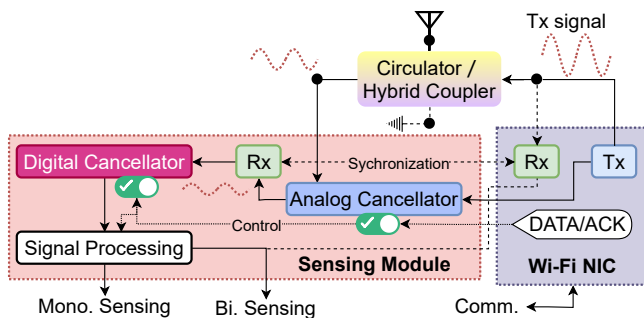 Tx signal
Circulator /
Hybrid Coupler
Digital Cancellator
Rx
Sychronization
Rx
Tx
Analog Cancellator
Control
DATA/ACK
Signal Processing
Sensing Module
Wi-Fi NIC
Mono. Sensing
Bi. Sensing
Comm.